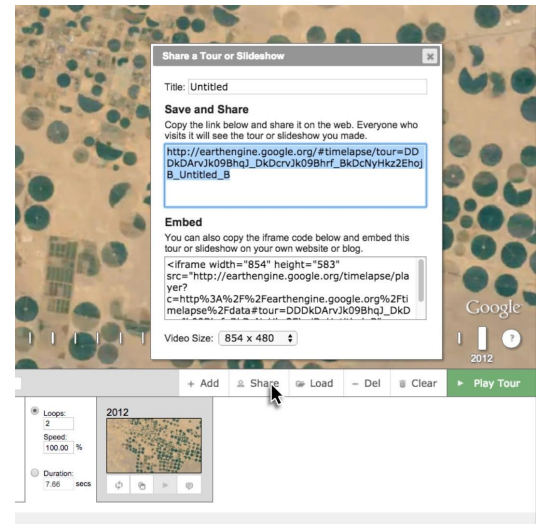 Share a Tour or Slideshow
Title: Untitled
Save and Share
Copy the link below and share it on the web. Everyone who
visits it will see the tour or slideshow you made.
http://earthengine.google.org/#timelapse/tour=DD
DkDArvJk09BhqJ_DkDcrvJk09Bhrf_BkDcNyHkz2Ehoj
B_Untitled_B
Embed
You can also copy the iframe code below and embed this
tour or slideshow on your own website or blog.
<iframe width="854" height="583"
src="http://earthengine.google.org/timelapse/pla
yer?
c=http%3A%2F%2Fearthengine.google.org%2Fti
melapse%2Fdata#tour=DDDkDArvJk09BhqJ_DkD
Video Size: 854 x 480
Google
?
2012
+ Add
Share
Load
– Del
Clear
Play Tour
Loops:
2
Speed:
100.00 %
Duration:
7.66 secs
2012